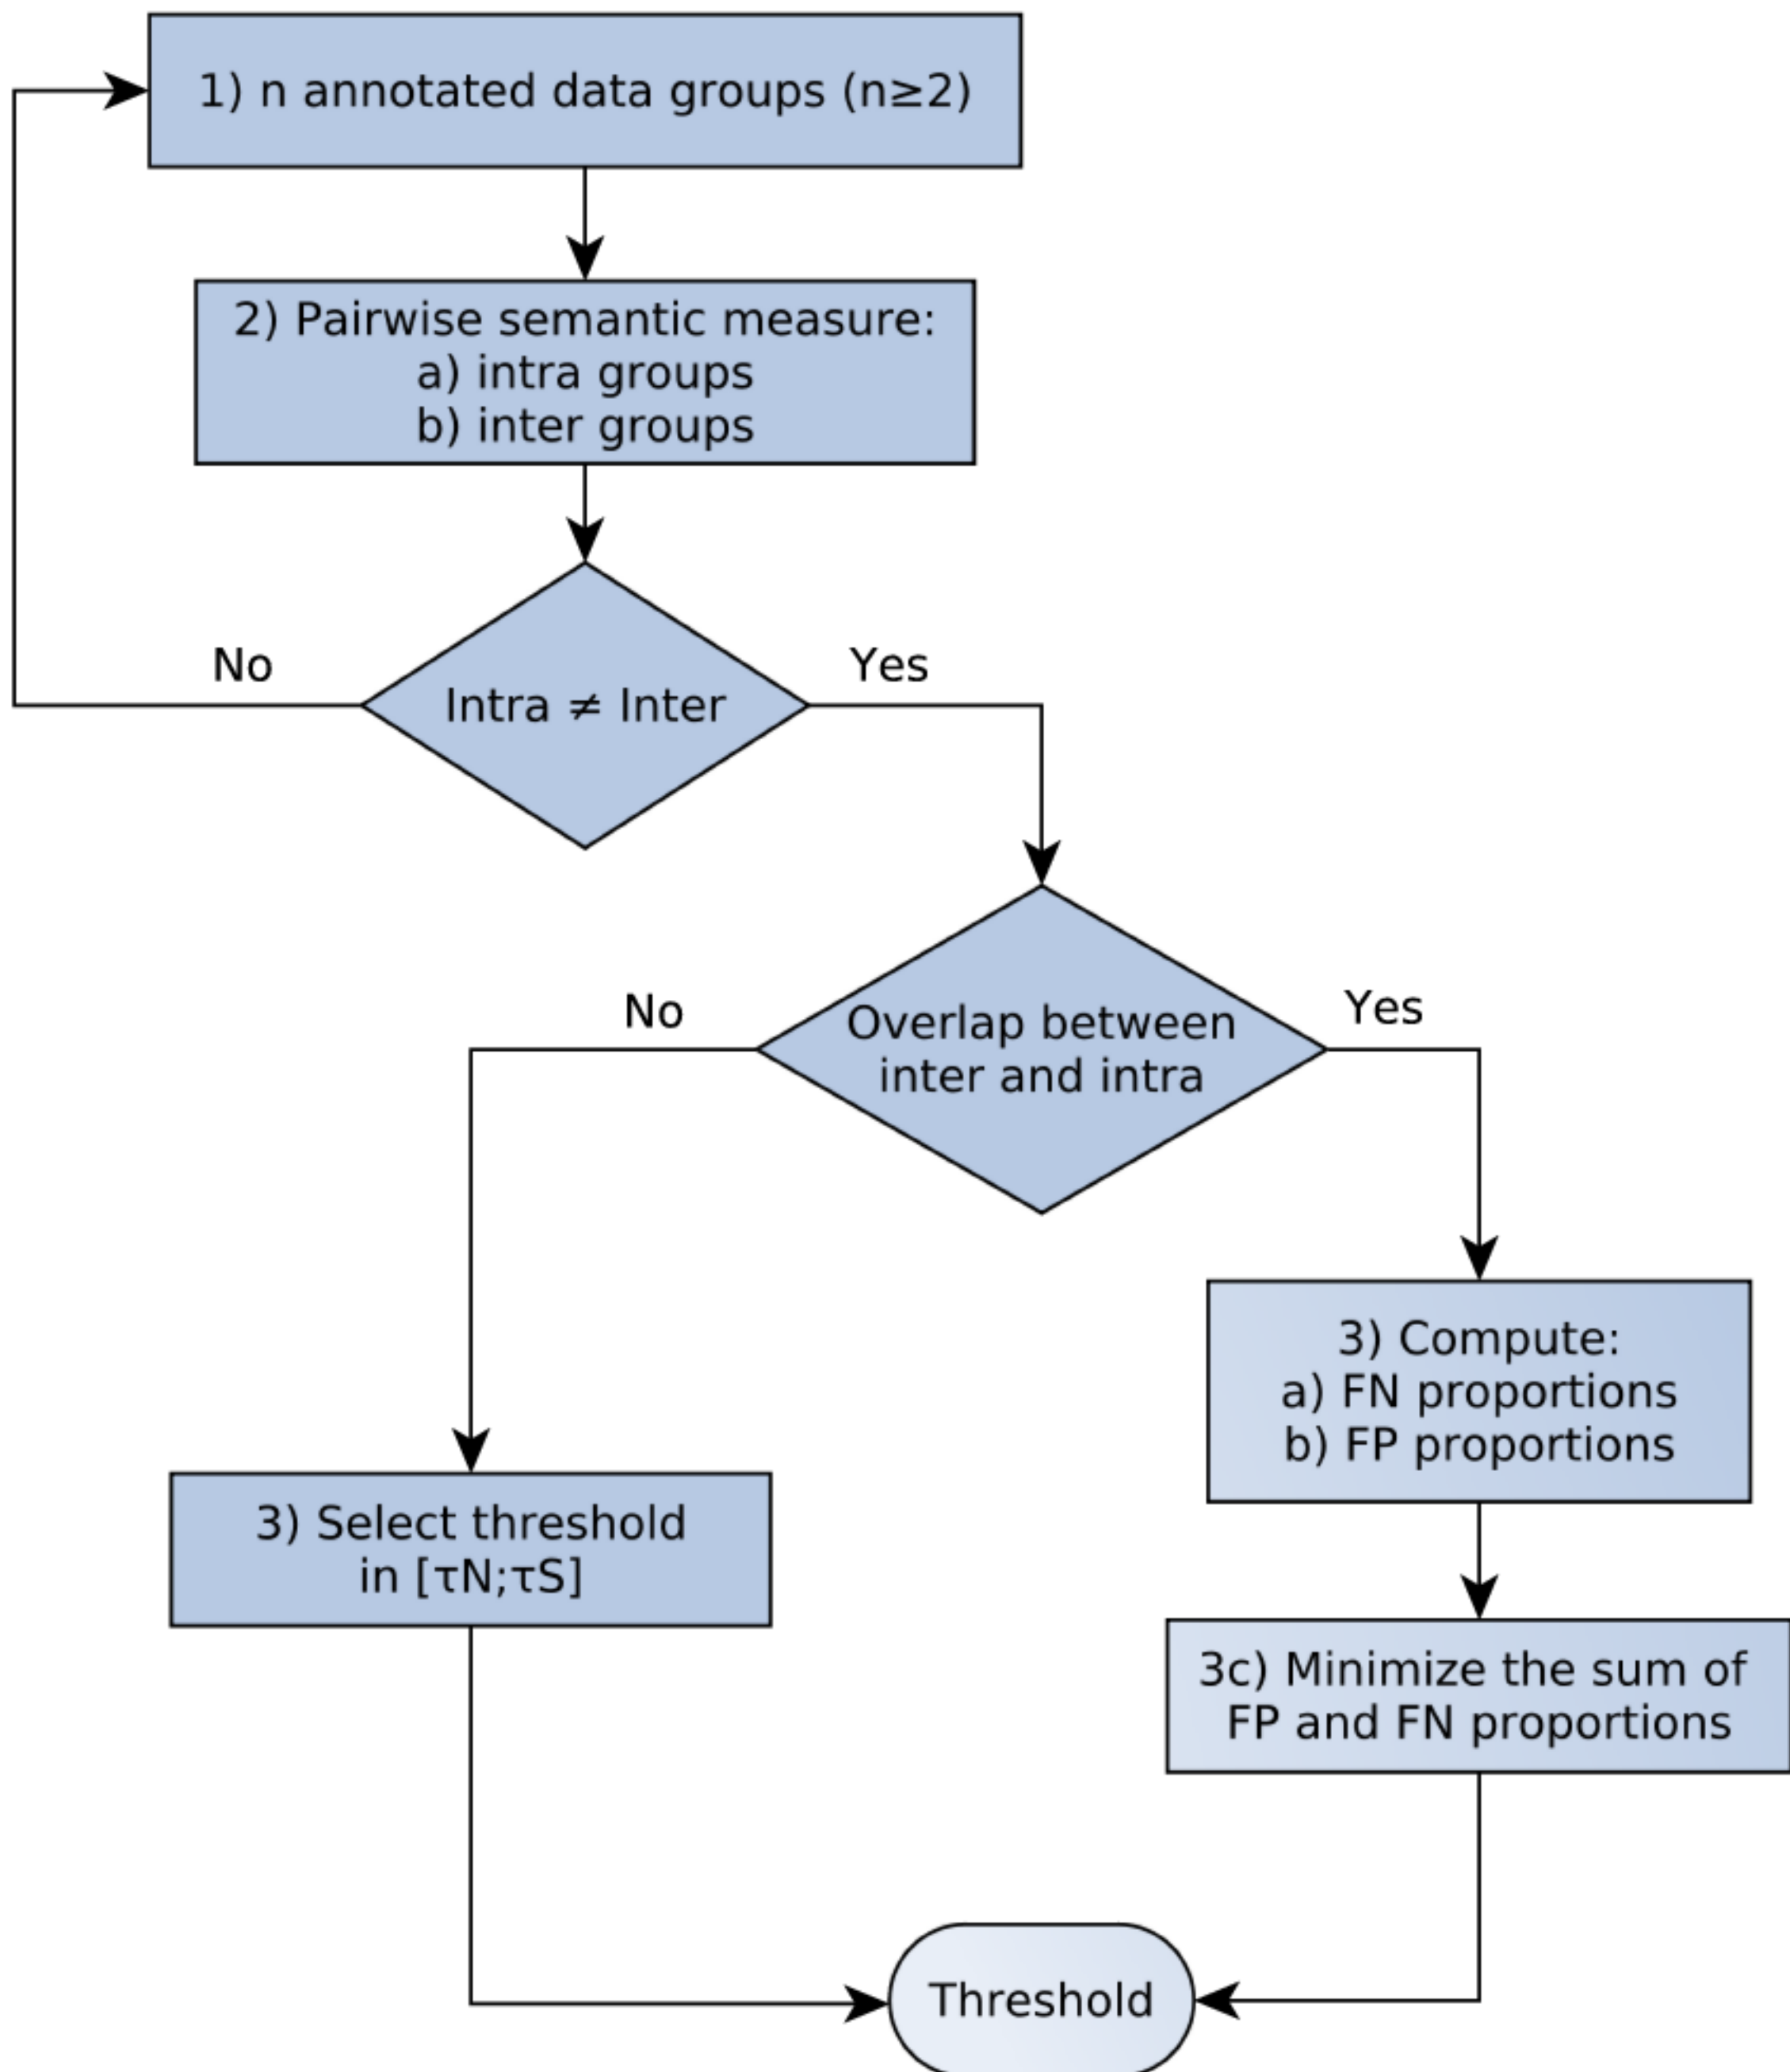 1) n annotated data groups (n≥2)
2) Pairwise semantic measure:
a) intra groups
b) inter groups
No
Yes
Intra ≠ Inter
No
Yes
Overlap between
inter and intra
3) Compute:
a) FN proportions
b) FP proportions
3) Select threshold
in [τN;τS]
3c) Minimize the sum of
FP and FN proportions
Threshold